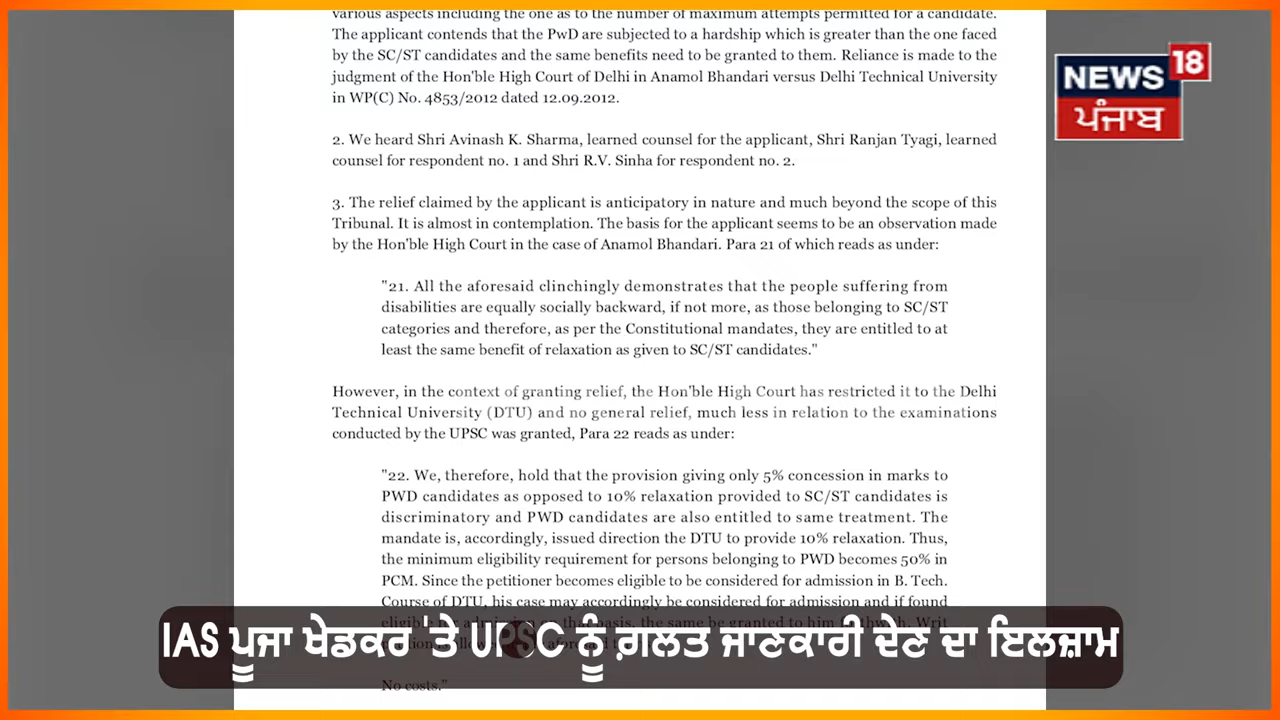 various aspects including the one as to the number of maximum attempts permitted for a candidate.
The applicant contends that the PwD are subjected to a hardship which is greater than the one faced
by the SC/ST candidates and the same benefits need to be granted to them. Reliance is made to the
judgment of the Hon'ble High Court of Delhi in Anamol Bhandari versus Delhi Technical University
in WP(C) No. 4853/2012 dated 12.09.2012.
NEWS 18
ਪੰਜਾਬ
2. We heard Shri Avinash K. Sharma, learned counsel for the applicant, Shri Ranjan Tyagi, learned
counsel for respondent no. 1 and Shri R.V. Sinha for respondent no. 2.
3. The relief claimed by the applicant is anticipatory in nature and much beyond the scope of this
Tribunal. It is almost in contemplation. The basis for the applicant seems to be an observation made
by the Hon'ble High Court in the case of Anamol Bhandari. Para 21 of which reads as under:
"21. All the aforesaid clinchingly demonstrates that the people suffering from
disabilities are equally socially backward, if not more, as those belonging to SC/ST
categories and therefore, as per the Constitutional mandates, they are entitled to at
least the same benefit of relaxation as given to SC/ST candidates."
However, in the context of granting relief, the Hon'ble High Court has restricted it to the Delhi
Technical University (DTU) and no general relief, much less in relation to the examinations
conducted by the UPSC was granted, Para 22 reads as under:
"22. We, therefore, hold that the provision giving only 5% concession in marks to
PWD candidates as opposed to 10% relaxation provided to SC/ST candidates is
discriminatory and PWD candidates are also entitled to same treatment. The
mandate is, accordingly, issued direction the DTU to provide 10% relaxation. Thus,
the minimum eligibility requirement for persons belonging to PWD becomes 50% in
PCM. Since the petitioner becomes eligible to be considered for admission in B. Tech.
Course of DTU, his case may accordingly be considered for admission and if found
IAS ਪੂਜਾ ਖੇਡਕਰ 'ਤੇ UPSC ਨੂੰ ਗ਼ਲਤ ਜਾਣਕਾਰੀ ਦੇਣ ਦਾ ਇਲਜ਼ਾਮ
No costs."